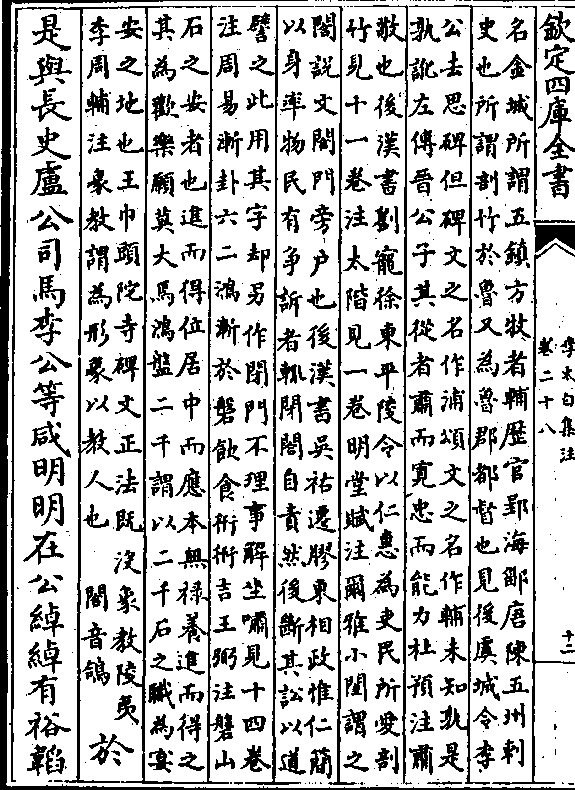 欽定四庫全書
李太白集注
卷二十八
十二
名金城所謂五鎮方牧者輔歴官郢海鄒唐陳五州刺
史也所謂剖竹於魯又為魯郡都督也見後虞城令李
公去思碑但碑文之名作浦頌文之名作輔未知孰是
孰訛左傳晉公子其從者肅而寛忠而能力杜預注肅
敬也後漢書劉寵徐東平陵令以仁惠為吏民所愛剖
竹見十一卷注太階見一卷明堂賦注爾雅小閨謂之
閤説文閤門旁户也後漢書吳祐遷膠東相政惟仁簡
以身率物民有爭訴者輒閉閤自責然後斷其訟以道
譬之此用其字却另作閉門不理事解坐嘯見十四卷
注周易漸卦六二鴻漸於磐飲食衎衎吉王弼注磐山
石之安者也進而得位居中而應本無禄養進而得之
其為歡樂願莫大焉鴻盤二千謂以二千石之職為宴
安之地也王巾頭陀寺碑文正法既没象教陵夷
李周輔注象教謂為形象以教人也 閤音鴿
於
是與長史盧公司馬李公等咸明明在公綽綽有裕韜